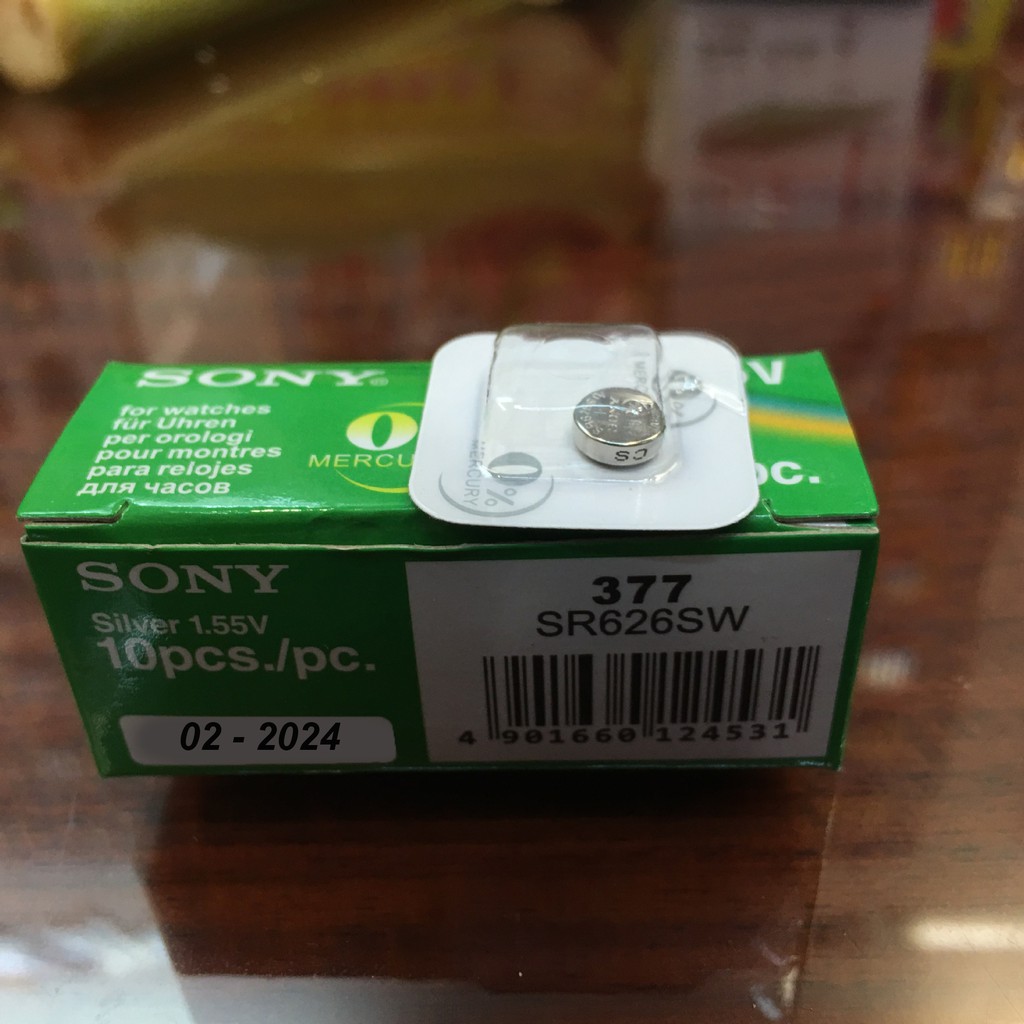 SONY®
for watches
für Uhren
per orologi
pour montres
para relojes
для часов
0
MERCU
V
pc.
0%
MERCURY
CS
SONY
Silver 1.55V
10pcs./pc.
02 - 2024
377
SR626SW
4 901660 124531